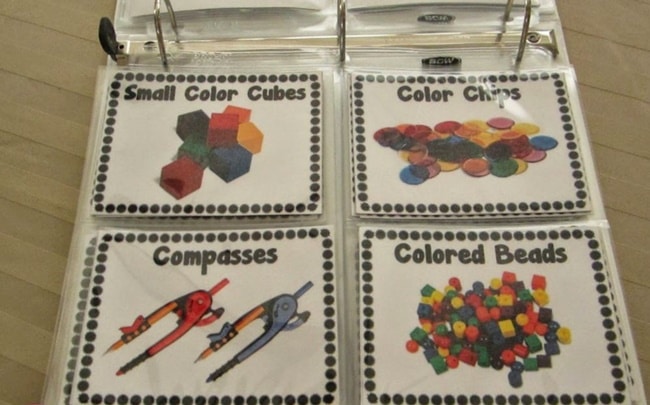 BCW
BCW
Small Color Cubes
Color Chips
Compasses
Colored Beads